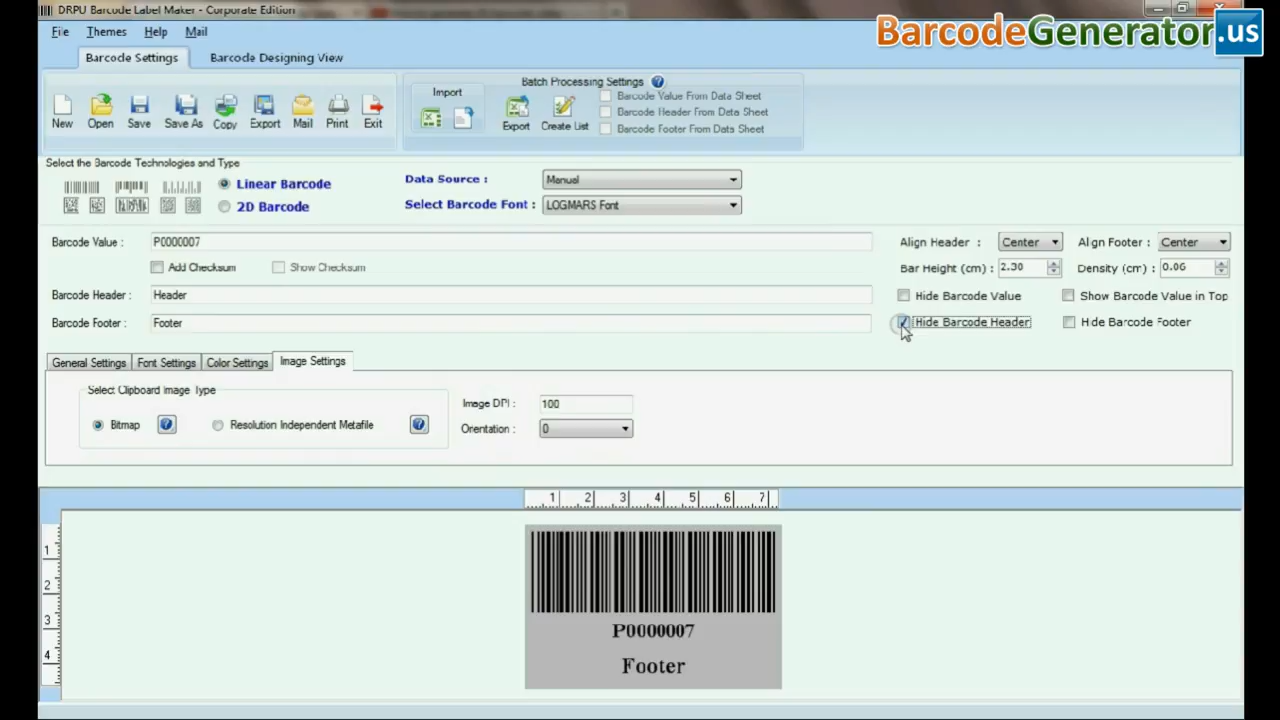 DRPU Barcode Label Maker - Corporate Edition
BarcodeGenerator.us
File Themes Help Mail
Barcode Settings Barcode Designing View
Batch Processing Settings
Import
Barcode Value From Data Sheet
Barcode Header From Data Sheet
Barcode Footer From Data Sheet
New Open Save Save As Copy Export Mail Print Exit Export Create List
Select the Barcode Technologies and Type
Linear Barcode
2D Barcode
Data Source : Manual
Select Barcode Font : LOGMARS Font
Barcode Value : P0000007
Align Header : Center Align Footer : Center
Add Checksum Show Checksum
Bar Height (cm) : 2.30 Density (cm) : 0.06
Barcode Header : Header
Hide Barcode Value Show Barcode Value in Top
Barcode Footer : Footer
Hide Barcode Header Hide Barcode Footer
General Settings Font Settings Color Settings Image Settings
Select Clipboard Image Type
Bitmap Resolution Independent Metafile
Image DPI : 100
Orentation : 0
1 2 3 4 5 6 7
1
2
3
4
P0000007
Footer